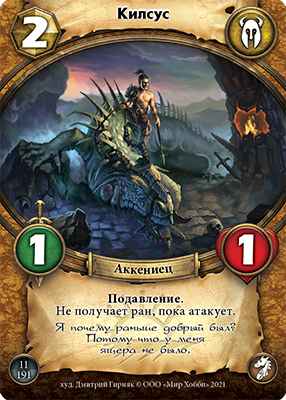 Килсус
2
1
1
Аккениец
Подавление.
Не получает ран, пока атакует.
Я почему раньше добрый был?
Потому что у меня
ящера не было.
11
191
худ. Дмитрий Гирняк © ООО «Мир Хобби» 2021